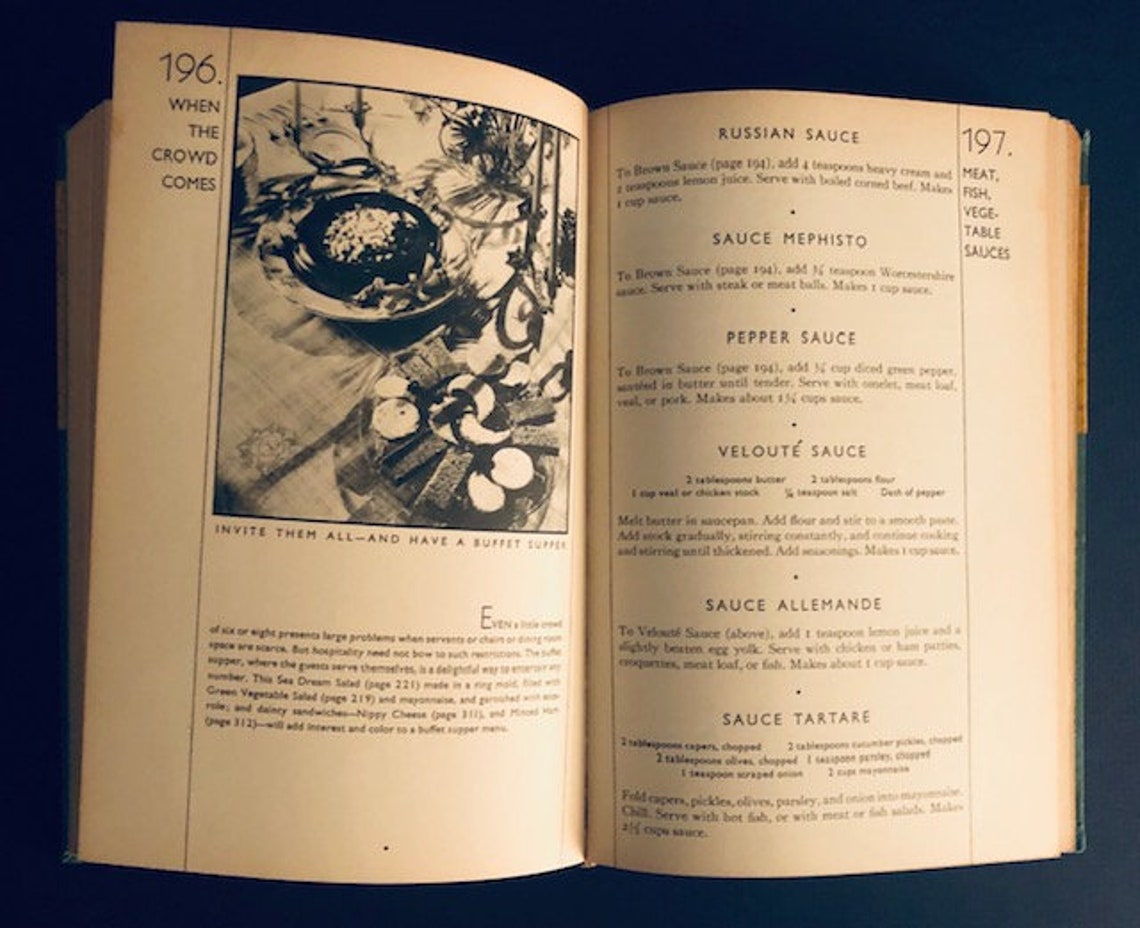 196.
WHEN
THE
CROWD
COMES
INVITE THEM ALL—AND HAVE A BUFFET SUPPER
EVEN a little crowd
of six or eight presents large problems when servants or chairs or dining room
space are scarce. But hospitality need not bow to such restrictions. The buffet
supper, where the guests serve themselves, is a delightful way to entertain any
number. This Sea Dream Salad (page 221) made in a ring mold, filled with
Green Vegetable Salad (page 219) and mayonnaise, and garnished with
role; and dainty sandwiches—Nippy Cheese (page 311), and Minced Ham
(page 312)—will add interest and color to a buffet supper menu.
197.
MEAT,
FISH,
VEGE-
TABLE
SAUCES
RUSSIAN SAUCE
To Brown Sauce (page 194), add 4 teaspoons heavy cream and
2 teaspoons lemon juice. Serve with boiled corned beef. Makes
1 cup sauce.
SAUCE MEPHISTO
To Brown Sauce (page 194), add teaspoon Worcestershire
sauce. Serve with steak or meat balls. Makes 1 cup sauce.
PEPPER SAUCE
To Brown Sauce (page 194), add cup diced green pepper,
sautéed in butter until tender. Serve with omelet, meat loaf,
veal, or pork. Makes about cups sauce.
VELOUTÉ SAUCE
2 tablespoons butter 2 tablespoons flour
1 cup veal or chicken stock teaspoon salt Dash of pepper
Melt butter in saucepan. Add flour and stir to a smooth paste.
Add stock gradually, stirring constantly, and continue cooking
and stirring until thickened. Add seasonings. Makes 1 cup sauce.
SAUCE ALLEMANDE
To Velouté Sauce (above), add 1 teaspoon lemon juice and a
slightly beaten egg yolk. Serve with chicken or ham patties,
croquettes, meat loaf, or fish. Makes about 1 cup sauce.
SAUCE TARTARE
2 tablespoons capers, chopped 2 tablespoons cucumber pickles, chopped
2 tablespoons olives, chopped 1 teaspoon parsley, chopped
1 teaspoon scraped onion 2 cups mayonnaise
Fold capers, pickles, olives, parsley, and onion into mayonnaise.
Chill. Serve with hot fish, or with meat or fish salads. Makes
cups sauce.